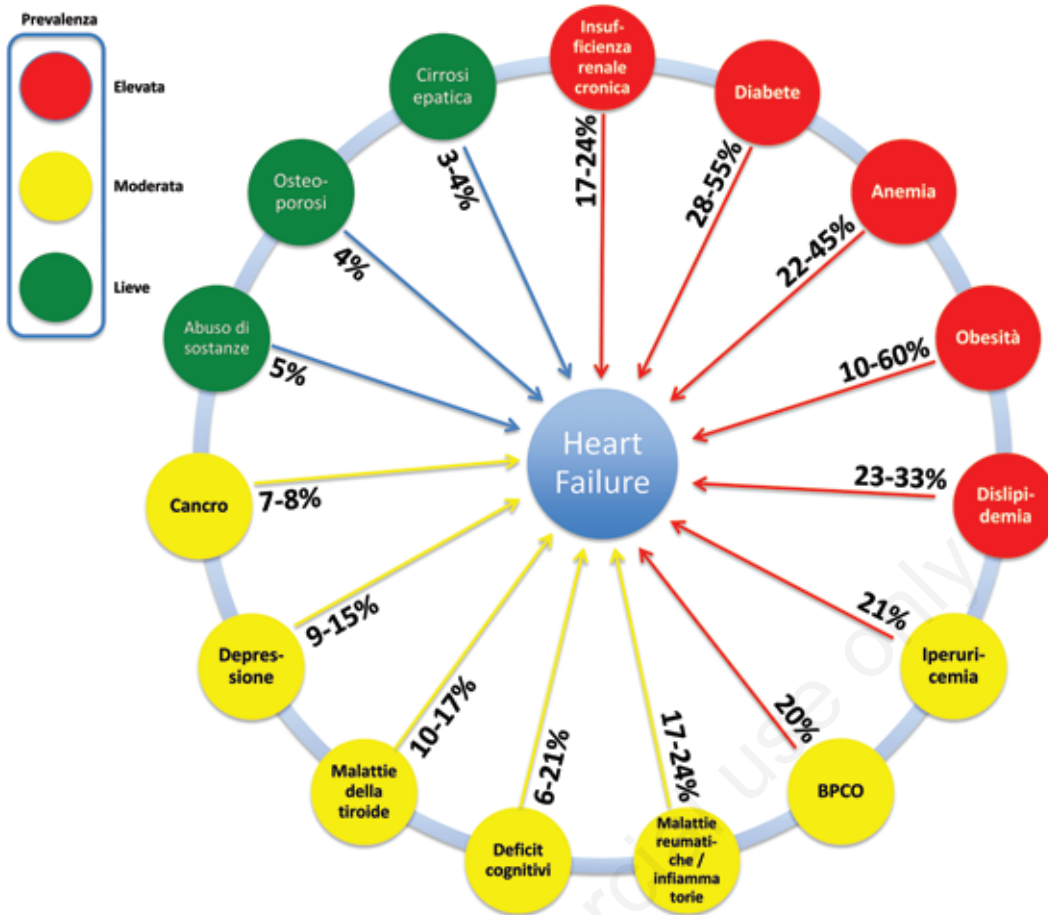 Prevalenza
Elevata
Moderata
Lieve
Insuf-
ficienza
renale
cronica
17-24%
Diabete
28-55%
Anemia
22-45%
Obesità
10-60%
Dislipi-
demia
23-33%
Iperuri-
cemia
21%
BPCO
20%
Malattie
reumati-
che /
infiamma
torie
17-24%
Deficit
cognitivi
6-21%
Malattie
della
tiroide
10-17%
Depres-
sione
9-15%
Cancro
7-8%
Abuso di
sostanze
5%
Osteo-
porosi
4%
Cirrosi
epatica
3-4%
Heart
Failure
use only